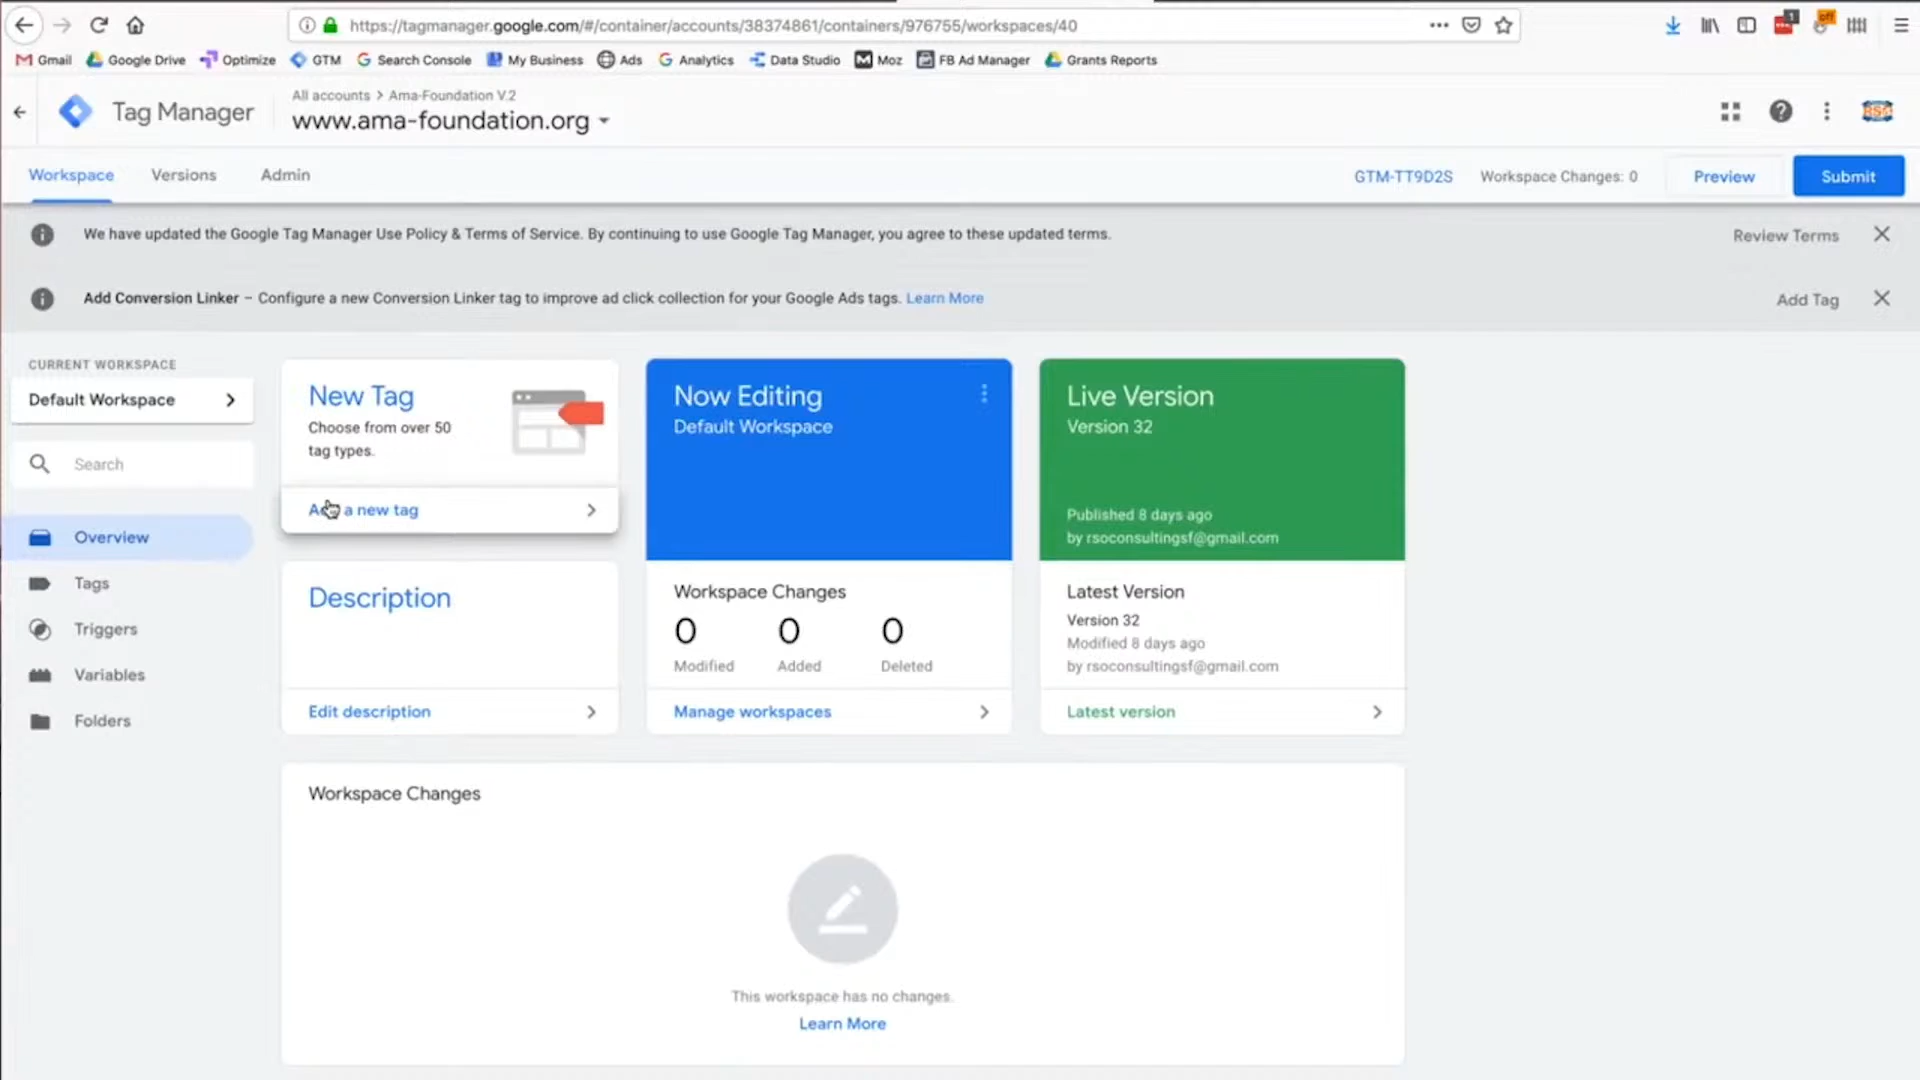 https://tagmanager.google.com/#/container/accounts/38374861/containers/976755/workspaces/40
1
off
Gmail
Google Drive
Optimize
GTM
Search Console
My Business
Ads
Analytics
Data Studio
Moz
FB Ad Manager
Grants Reports
Tag Manager
All accounts > Ama-Foundation V.2
www.ama-foundation.org
Workspace
Versions
Admin
GTM-TT9D2S
Workspace Changes: 0
Preview
Submit
We have updated the Google Tag Manager Use Policy & Terms of Service. By continuing to use Google Tag Manager, you agree to these updated terms.
Review Terms
Add Conversion Linker – Configure a new Conversion Linker tag to improve ad click collection for your Google Ads tags. Learn More
Add Tag
CURRENT WORKSPACE
Default Workspace
Search
Overview
Tags
Triggers
Variables
Folders
New Tag
Choose from over 50
tag types.
a new tag
Description
Edit description
Now Editing
Default Workspace
Workspace Changes
0
0
0
Modified
Added
Deleted
Manage workspaces
Live Version
Version 32
Published 8 days ago
by rsoconsultingsf@gmail.com
Latest Version
Version 32
Modified 8 days ago
by rsoconsultingsf@gmail.com
Latest version
Workspace Changes
This workspace has no changes.
Learn More